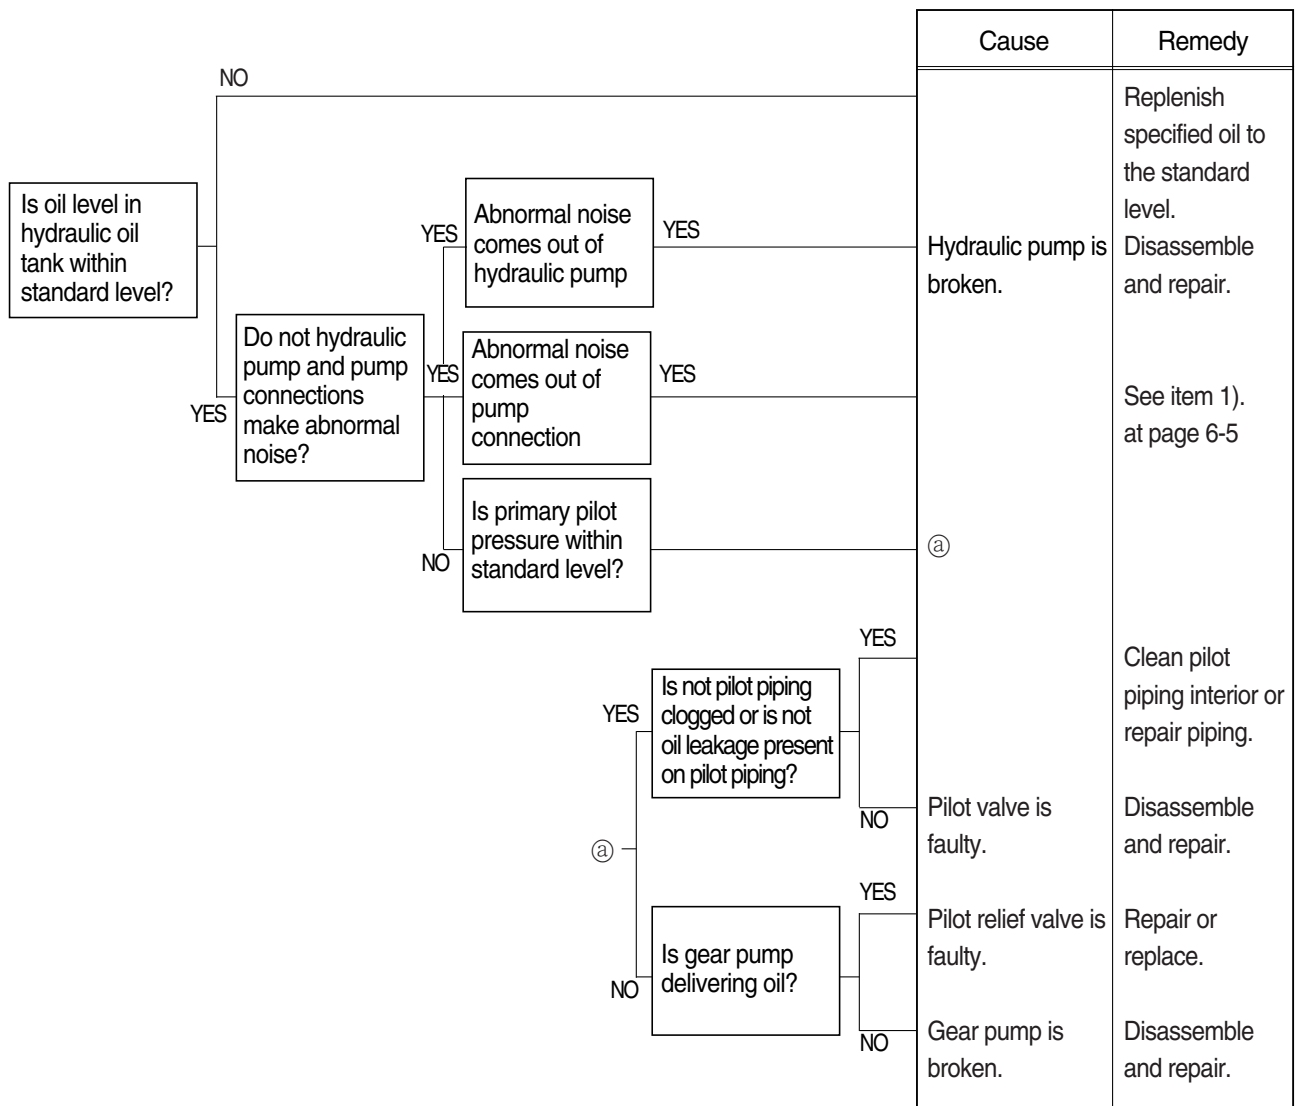 Cause
Remedy
NO
Replenish
specified oil to
the standard
level.
Is oil level in
hydraulic oil
tank within
standard level?
YES
Abnormal noise
comes out of
hydraulic pump
YES
Hydraulic pump is
broken.
Disassemble
and repair.
YES
Do not hydraulic
pump and pump
connections
make abnormal
noise?
YES
Abnormal noise
comes out of
pump
connection
YES
See item 1).
at page 6-5
NO
Is primary pilot
pressure within
standard level?
ⓐ
ⓐ
YES
Is not pilot piping
clogged or is not
oil leakage present
on pilot piping?
YES
Clean pilot
piping interior or
repair piping.
NO
Pilot valve is
faulty.
Disassemble
and repair.
NO
Is gear pump
delivering oil?
YES
Pilot relief valve is
faulty.
Repair or
replace.
NO
Gear pump is
broken.
Disassemble
and repair.